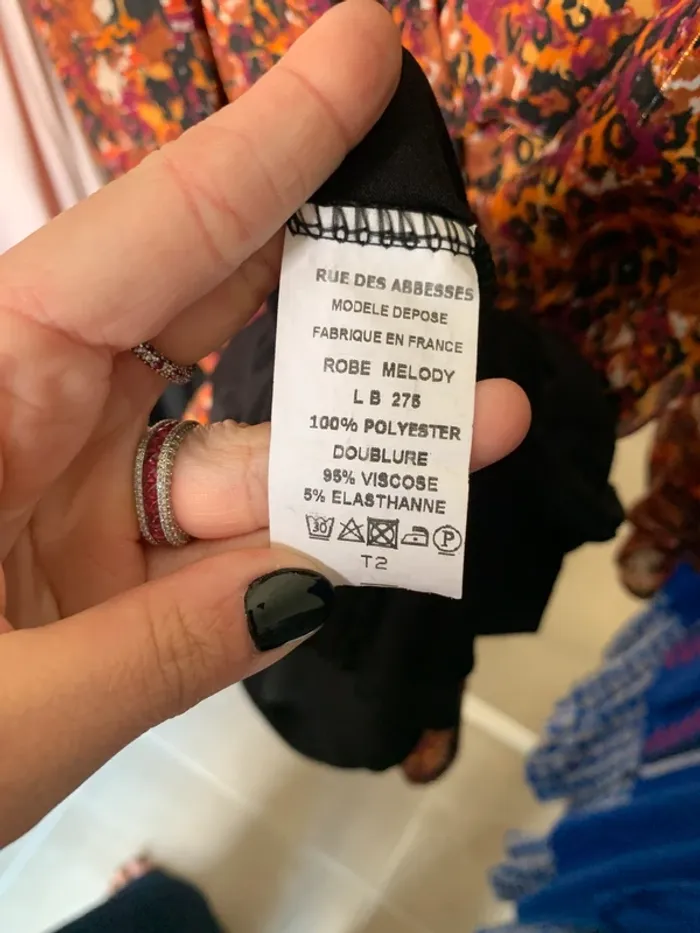 RUE DES ABBESSES
MODELE DEPOSE
FABRIQUE EN FRANCE
ROBE MELODY
L B 275
100% POLYESTER
DOUBLURE
95% VISCOSE
5% ELASTHANNE
30 P
T2